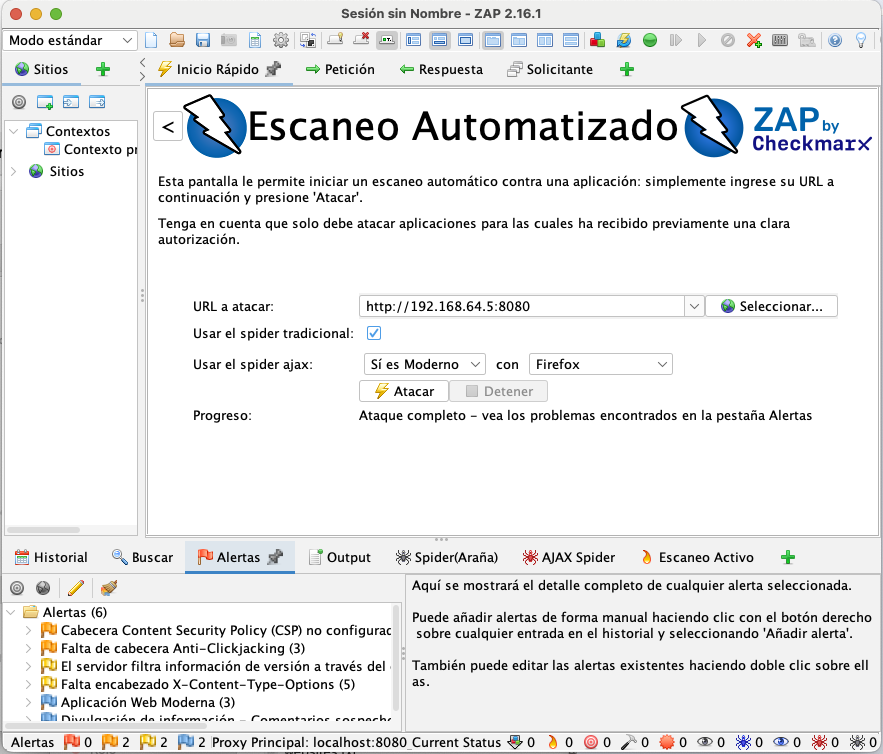 Sesión sin Nombre - ZAP 2.16.1
Modo estándar
Sitios
Inicio Rápido
Petición
Respuesta
Solicitante
Contextos
Contexto pr
Sitios
<
Escaneo Automatizado
ZAP by
Checkmarx
Esta pantalla le permite iniciar un escaneo automático contra una aplicación: simplemente ingrese su URL a
continuación y presione 'Atacar'.
Tenga en cuenta que solo debe atacar aplicaciones para las cuales ha recibido previamente una clara
autorización.
URL a atacar:
http://192.168.64.5:8080
Seleccionar...
Usar el spider tradicional:
Usar el spider ajax:
Sí es Moderno
con
Firefox
Atacar
Detener
Progreso:
Ataque completo - vea los problemas encontrados en la pestaña Alertas
Historial
Buscar
Alertas
Output
Spider(Araña)
AJAX Spider
Escaneo Activo
Alertas (6)
Cabecera Content Security Policy (CSP) no configurad
Falta de cabecera Anti-Clickjacking (3)
El servidor filtra información de versión a través del
Falta encabezado X-Content-Type-Options (5)
Aplicación Web Moderna (3)
Divulgación de información - Comentarios sospecho
Aquí se mostrará el detalle completo de cualquier alerta seleccionada.
Puede añadir alertas de forma manual haciendo clic con el botón derecho
sobre cualquier entrada en el historial y seleccionando 'Añadir alerta'.
También puede editar las alertas existentes haciendo doble clic sobre ell
as.
Alertas 0 2 2 2 Proxy Principal: localhost:8080 Current Status 0 0 0 0 0 0 0 0 0 0